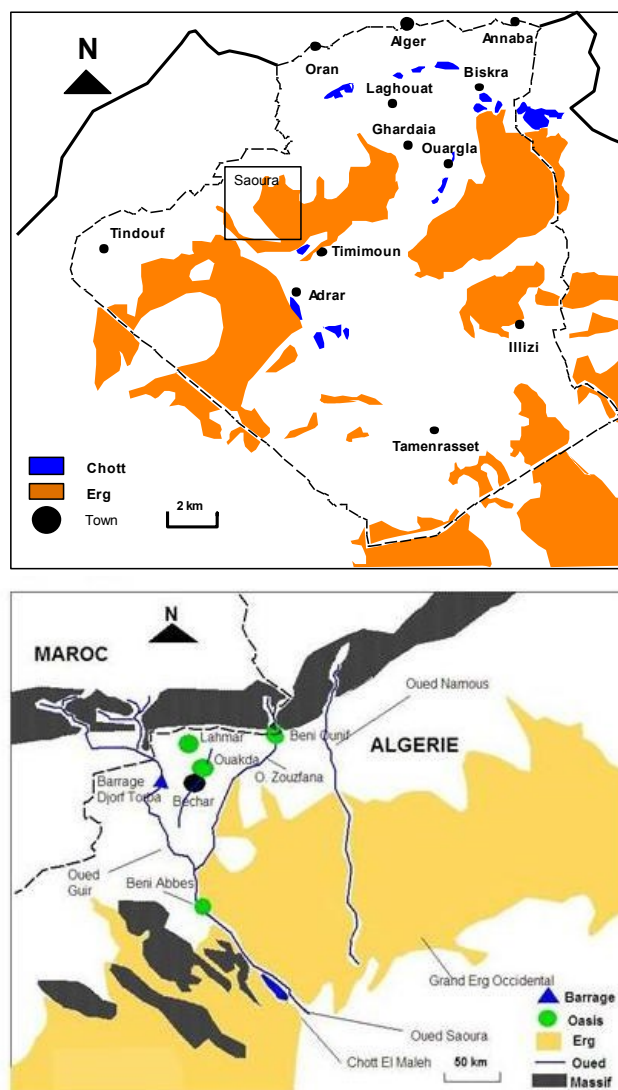 N
Alger
Annaba
Oran
Biskra
Laghouat
Ghardaia
Ouargla
Saoura
Tindouf
Timimoun
Adrar
Illizi
Tamenrasset
Chott
Erg
Town
2 km
N
MAROC
Oued Namous
Lahmar
Beni Ounif
ALGERIE
Ouakda
O. Zouzfana
Barrage
Djorf Torba
Bechar
Oued
Guir
Beni Abbes
Grand Erg Occidental
Barrage
Oasis
Erg
Oued Saoura
Chott El Maleh
50 km
Oued
Massif